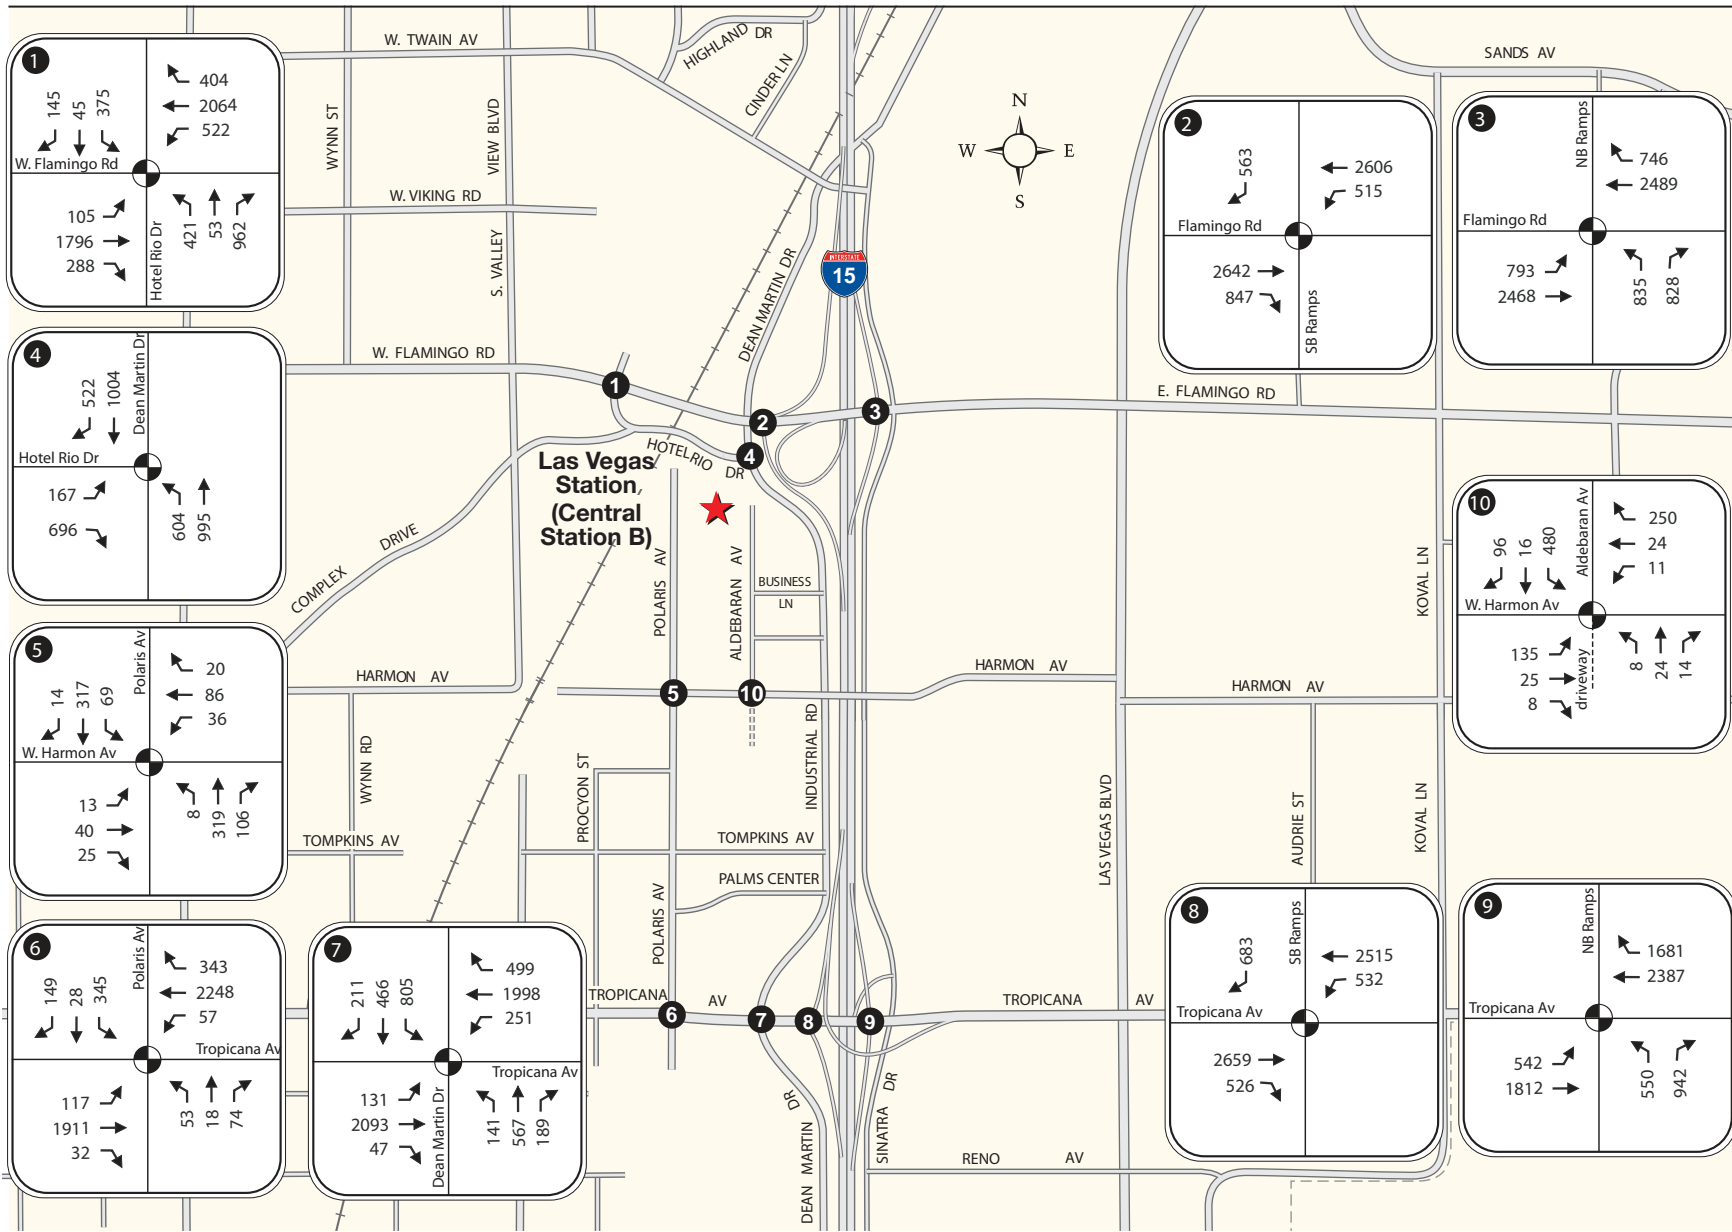 1
145
45
375
404
2064
522
W. Flamingo Rd
Hotel Rio Dr
105
1796
288
421
53
962
4
Dean Martin Dr
522
1004
Hotel Rio Dr
167
696
604
995
5
Polaris Av
14
317
69
20
86
36
W. Harmon Av
13
40
25
8
319
106
6
Polaris Av
149
28
345
343
2248
57
Tropicana Av
117
1911
32
53
18
74
7
211
466
805
499
1998
251
Tropicana Av
Dean Martin Dr
131
2093
47
141
567
189
2
563
2606
515
Flamingo Rd
2642
847
SB Ramps
3
NB Ramps
746
2489
Flamingo Rd
793
2468
835
828
10
Aldebaran Av
96
16
480
250
24
11
W. Harmon Av
driveway
135
25
8
8
24
14
8
SB Ramps
683
2515
532
Tropicana Av
2659
526
9
NB Ramps
1681
2387
Tropicana Av
542
1812
550
942
W. TWAIN AV
HIGHLAND DR
CINDER LN
SANDS AV
WYNN ST
VIEW BLVD
S. VALLEY
W. VIKING RD
N
W E
S
INTERSTATE
15
DEAN MARTIN DR
W. FLAMINGO RD
E. FLAMINGO RD
1
2
3
4
HOTEL RIO DR
Las Vegas
Station,
(Central
Station B)
COMPLEX DRIVE
POLARIS AV
ALDEBARAN AV
BUSINESS
LN
KOVAL LN
HARMON AV
HARMON AV
HARMON AV
5
10
WYNN RD
PROCYON ST
INDUSTRIAL RD
LAS VEGAS BLVD
AUDRIE ST
KOVAL LN
TOMPKINS AV
TOMPKINS AV
PALMS CENTER
POLARIS AV
TROPICANA AV
TROPICANA AV
6
7
8
9
DEAN MARTIN DR
SINATRA DR
RENO AV